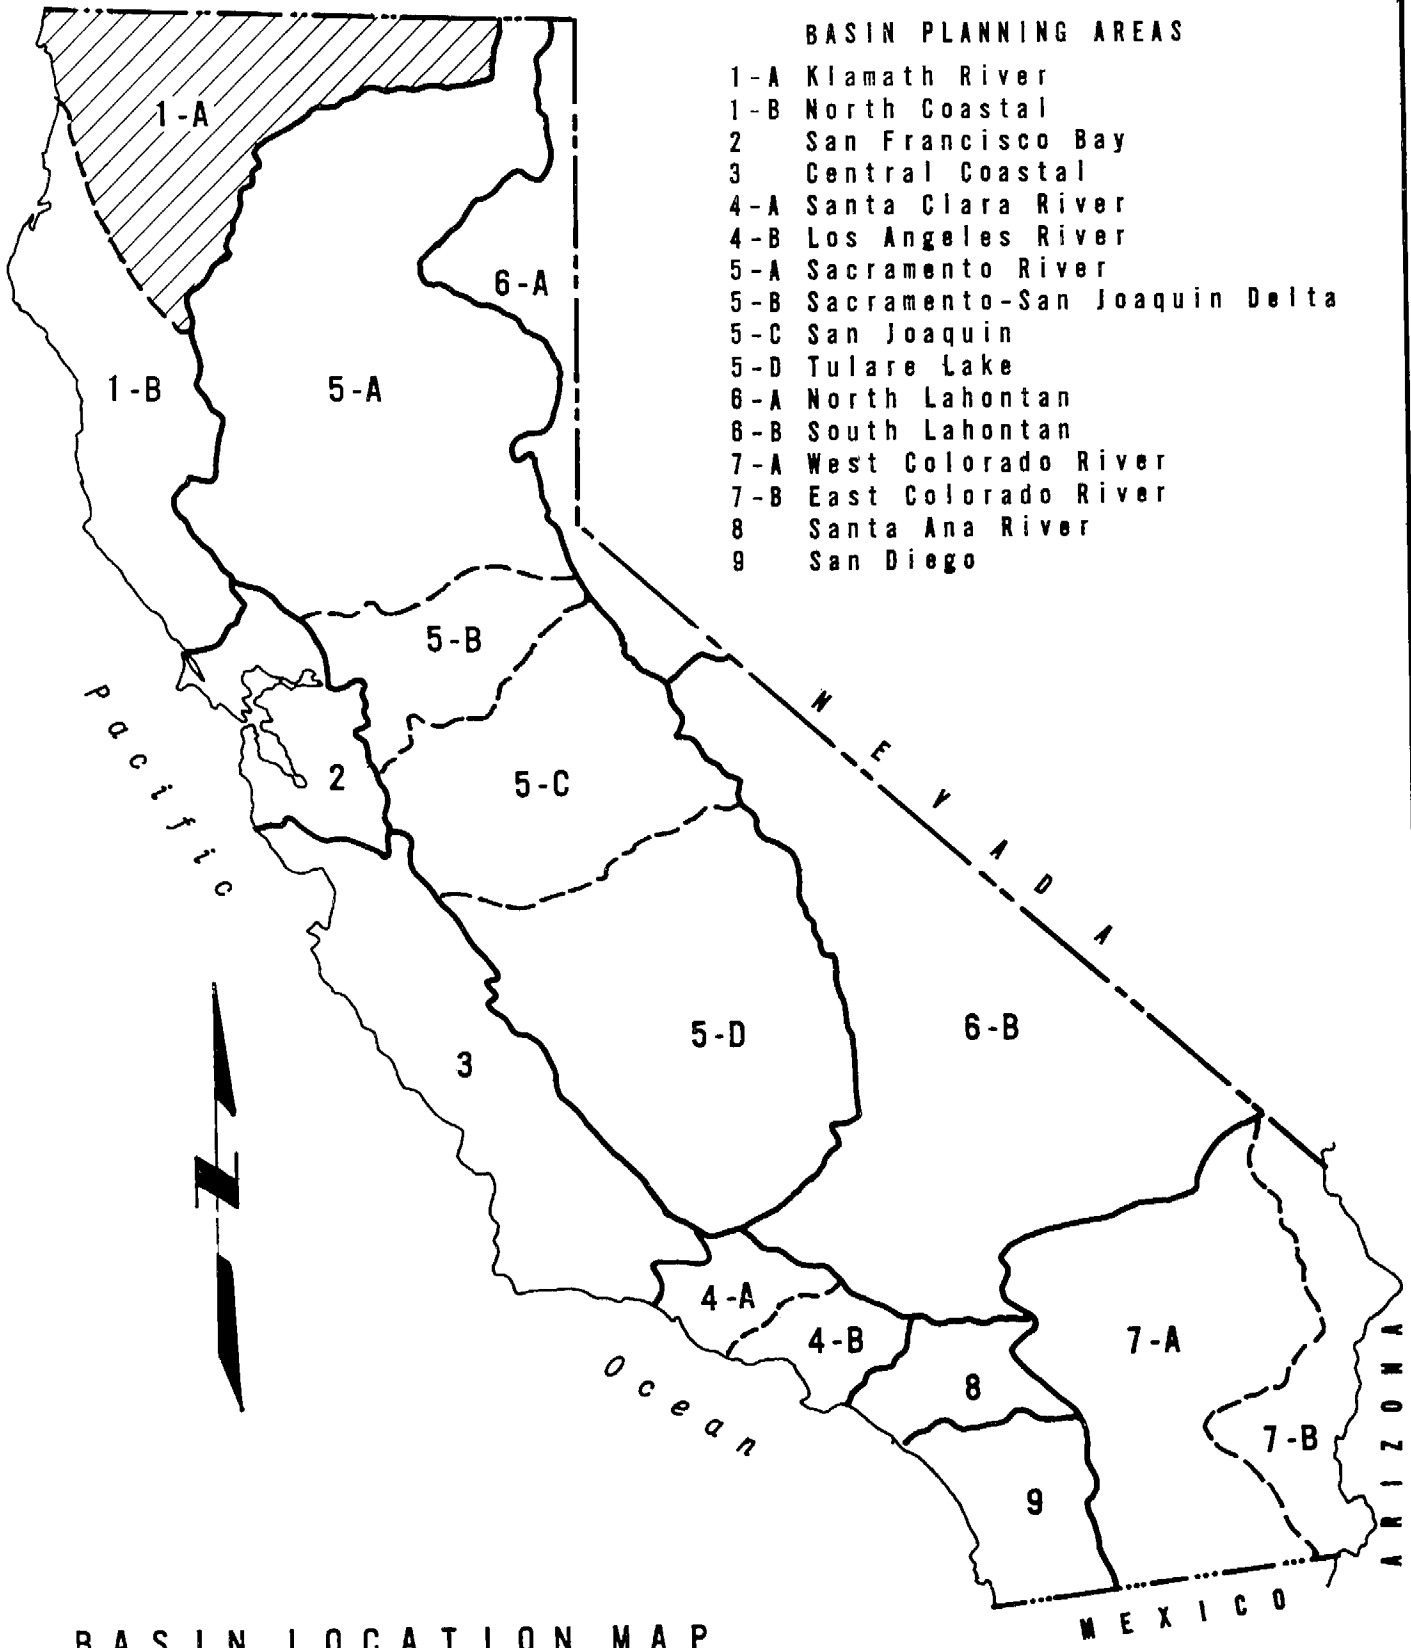 BASIN PLANNING AREAS
1-A Klamath River
1-B North Coastal
2 San Francisco Bay
3 Central Coastal
4-A Santa Clara River
4-B Los Angeles River
5-A Sacramento River
5-B Sacramento-San Joaquin Delta
5-C San Joaquin
5-D Tulare Lake
6-A North Lahontan
6-B South Lahontan
7-A West Colorado River
7-B East Colorado River
8 Santa Ana River
9 San Diego
1-A
6-A
1-B
5-A
5-B
Pacific
NEVADA
2
5-C
5-D
6-B
3
N
4-A
4-B
7-A
Ocean
8
ARIZONA
7-B
9
MEXICO
BASIN LOCATION MAP